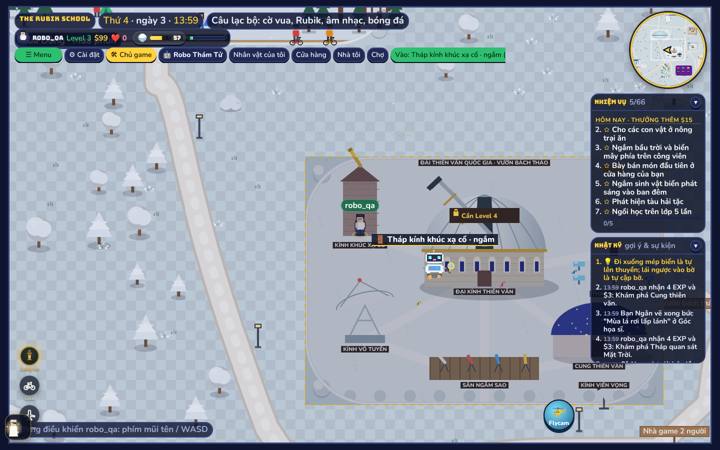 THE RUBIN SCHOOL
Thứ 4 · ngày 3 · 13:59
Câu lạc bộ: cờ vua, Rubik, âm nhạc, bóng đá
ROBO_QA Level 3 $99 0
57
☰ Menu
Cài đặt
Chủ game
Robo Thám Tử
Nhân vật của tôi
Cửa hàng
Nhà tôi
Chợ
Vào: Tháp kính khúc xạ cổ · ngắm
NHIỆM VỤ 5/66
HÔM NAY · THƯỞNG THÊM $15
2. ☆ Cho các con vật ở nông trại ăn
3. ☆ Ngắm bầu trời và biển mây phía trên công viên
4. ☆ Bày bán món đầu tiên ở cửa hàng của bạn
5. ☆ Ngắm sinh vật biển phát sáng vào ban đêm
6. ☆ Phát hiện tàu hải tặc
7. ☆ Ngồi học trên lớp 5 lần
0/5
NHẬT KÝ gợi ý & sự kiện
1. Đi xuống mép biển là tự lên thuyền; lái ngược vào bờ là tự cập bờ.
2. 13:59 robo_qa nhận 4 EXP và $3: Khám phá Cung thiên văn.
3. 13:59 Bạn Ngân vẽ xong bức "Mùa lá rơi lấp lánh" ở Góc họa sĩ.
4. 13:59 robo_qa nhận 4 EXP và $3: Khám phá Tháp quan sát Mặt Trời.
ĐÀI THIÊN VĂN QUỐC GIA · VƯỜN BÁCH THẢO
robo_qa
Cần Level 4
KÍNH KHÚC X
Tháp kính khúc xạ cổ · ngắm
ĐẠI KÍNH THIÊN VĂN
KÍNH VÔ TUYẾN
CUNG THIÊN VĂN
SÂN NGẮM SAO
KÍNH VIỄN VỌNG
Flycam
ng điều khiển robo_qa: phím mũi tên / WASD
Nhà game 2 người